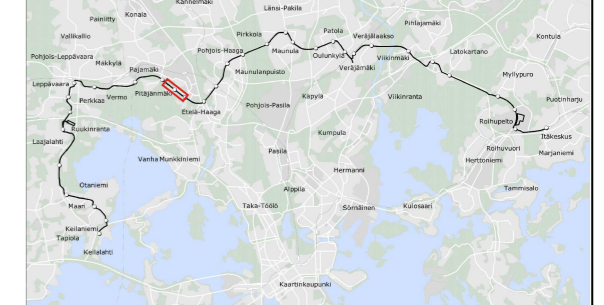 Kannelmäki
Länsi-Pakila
Konala
Painiitty
Pihlajamäki
Vallikallio
Pirkkola
Patola
Veräjälaakso
Kontula
Pohjois-Haaga
Maunula
Oulunkylä
Viikinmäki
Latokartano
Pohjois-Leppävaara
Mäkkylä
Pajamäki
Maunulanpuisto
Veräjämäki
Myllypuro
Leppävaara
Vermo
Pitäjänmäki
Perkkaa
Pohjois-Pasila
Käpylä
Viikinranta
Puotinharju
Etelä-Haaga
Roihupelto
Ruukinranta
Kumpula
Itäkeskus
Laajalahti
Pasila
Roihuvuori
Marjaniemi
Vanha Munkkiniemi
Herttoniemi
Hermanni
Otaniemi
Alppila
Tammisalo
Maari
Taka-Töölö
Sörnäinen
Kulosaari
Keilaniemi
Tapiola
Keilalahti
Kaartinkaupunki